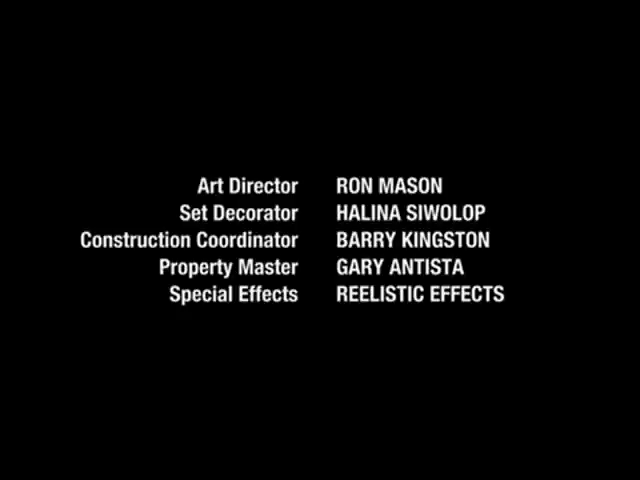 Art Director RON MASON
Set Decorator HALINA SIWOLOP
Construction Coordinator BARRY KINGSTON
Property Master GARY ANTISTA
Special Effects REELISTIC EFFECTS